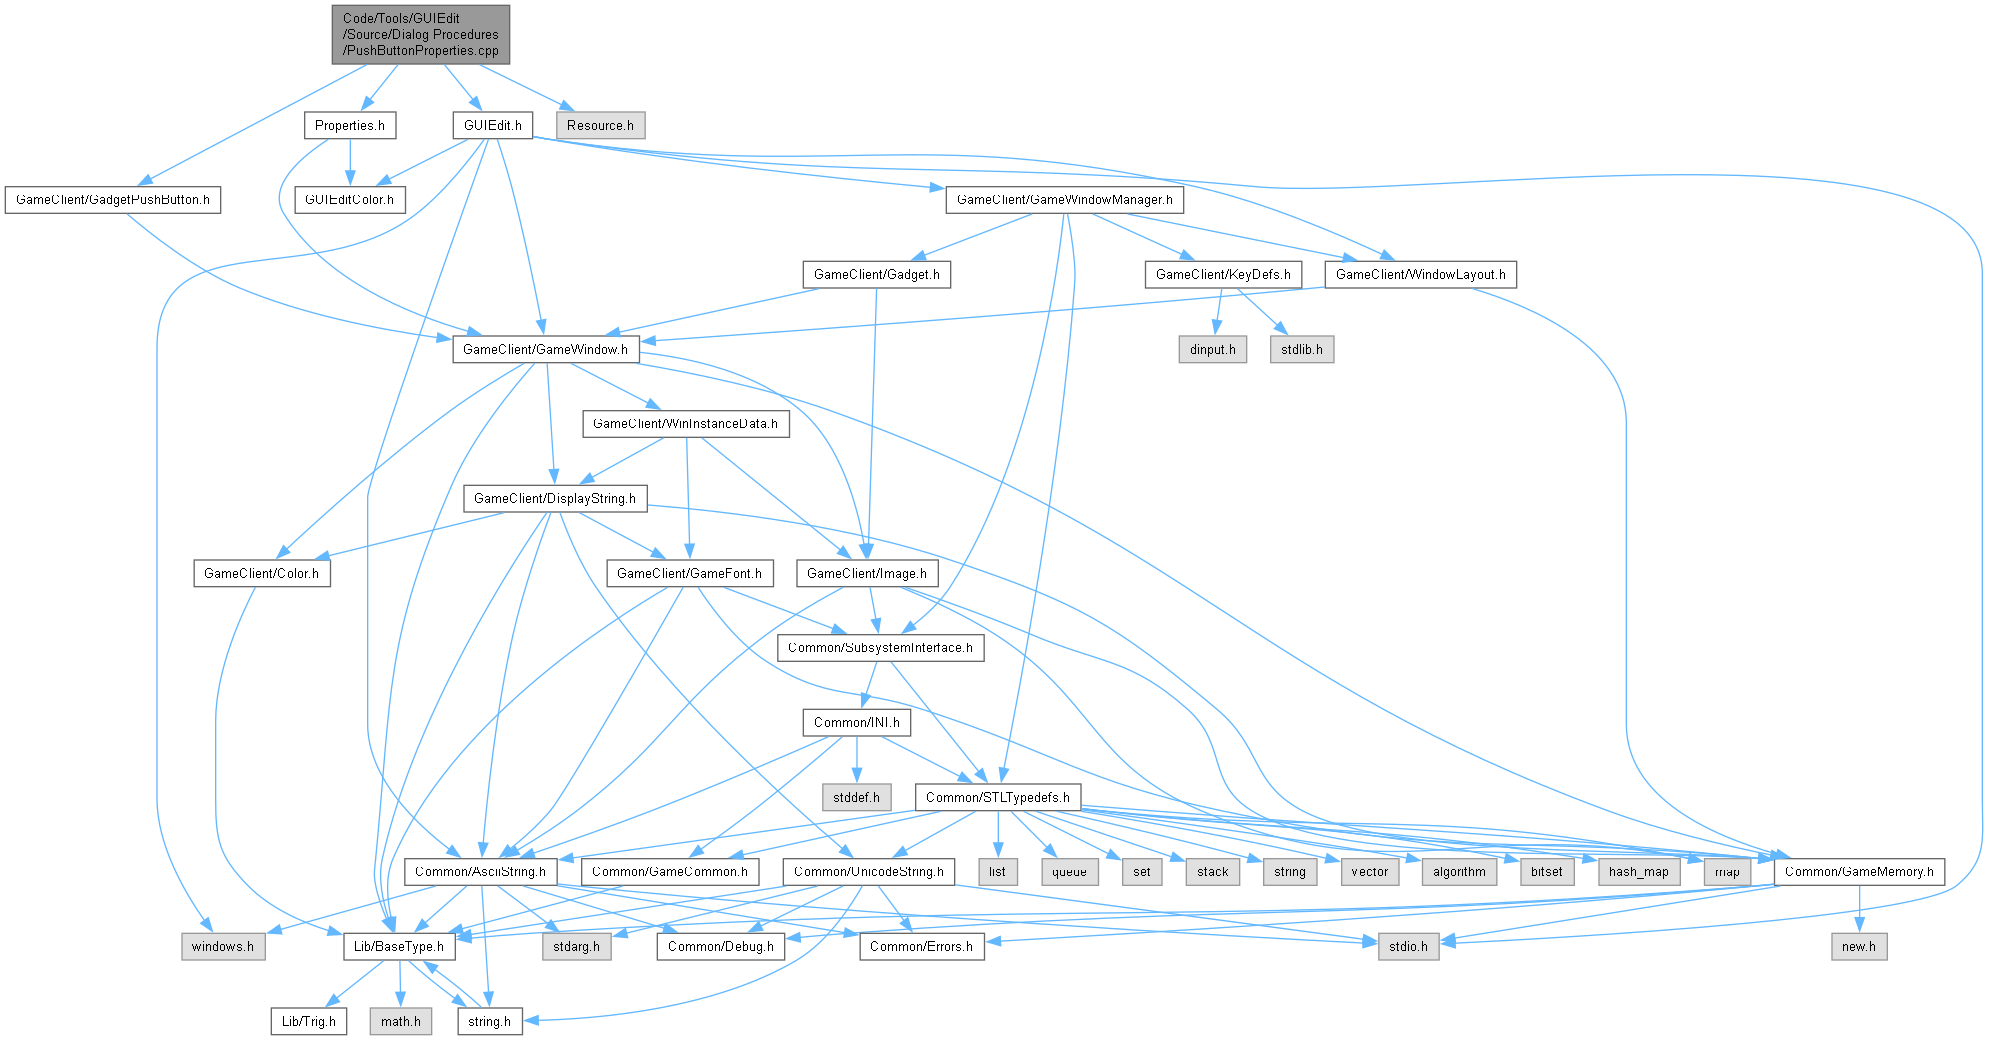 Code/Tools/GUIEdit
/Source/Dialog Procedures
/PushButtonProperties.cpp
Properties.h
GUIEdit.h
Resource.h
GameClient/GadgetPushButton.h
GUIEditColor.h
GameClient/GameWindowManager.h
GameClient/Gadget.h
GameClient/KeyDefs.h
GameClient/WindowLayout.h
GameClient/GameWindow.h
dinput.h
stdlib.h
GameClient/WinInstanceData.h
GameClient/DisplayString.h
GameClient/Color.h
GameClient/GameFont.h
GameClient/Image.h
Common/SubsystemInterface.h
Common/INI.h
stddef.h
Common/STLTypedefs.h
Common/AsciiString.h
Common/GameCommon.h
Common/UnicodeString.h
list
queue
set
stack
string
vector
algorithm
bitset
hash_map
map
Common/GameMemory.h
windows.h
Lib/BaseType.h
stdarg.h
Common/Debug.h
Common/Errors.h
stdio.h
new.h
Lib/Trig.h
math.h
string.h